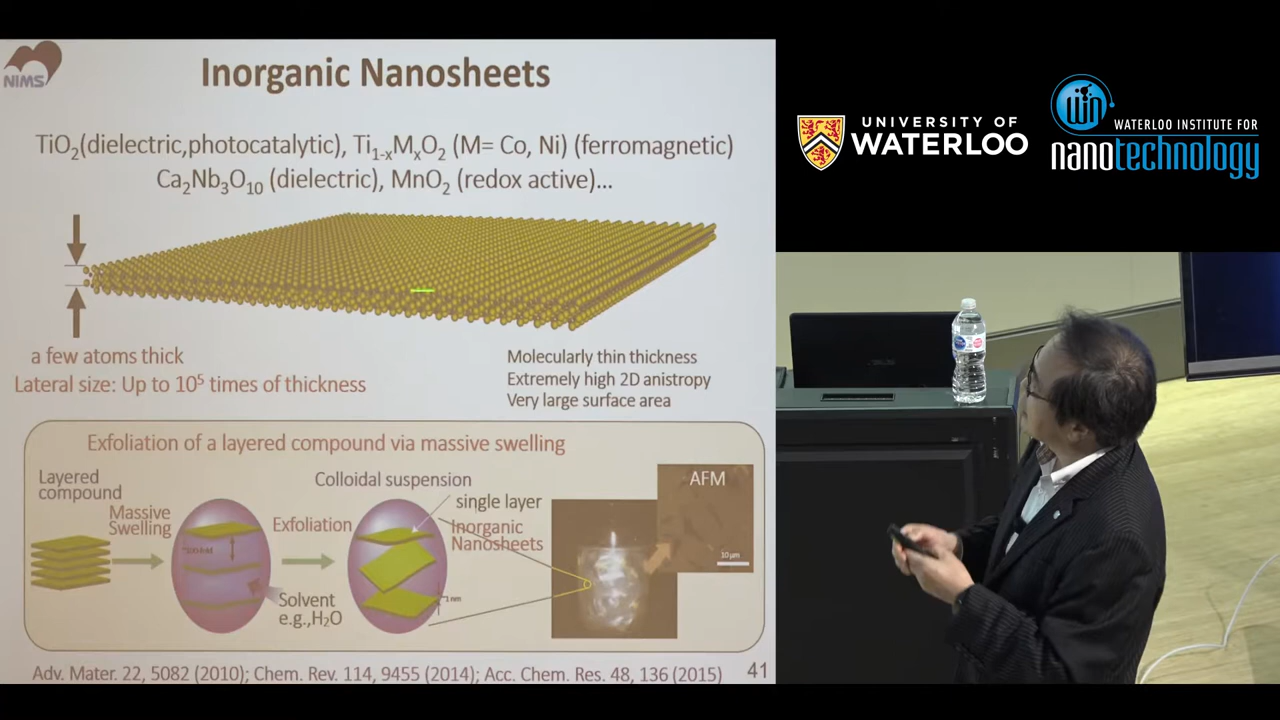 NIMS
Inorganic Nanosheets
TiO2(dielectric,photocatalytic), Ti1-xMxO2 (M= Co, Ni) (ferromagnetic)
Ca2Nb3O10 (dielectric), MnO2 (redox active)...
a few atoms thick
Lateral size: Up to 10⁵ times of thickness
Molecularly thin thickness
Extremely high 2D anistropy
Very large surface area
Exfoliation of a layered compound via massive swelling
Layered
compound
Massive
Swelling
Exfoliation
Solvent
e.g.,H2O
Colloidal suspension
single layer
Inorganic
Nanosheets
1 nm
AFM
10 μm
Adv. Mater. 22, 5082 (2010); Chem. Rev. 114, 9455 (2014); Acc. Chem. Res. 48, 136 (2015)
41
UNIVERSITY OF
WATERLOO
WATERLOO INSTITUTE FOR
nanotechnology